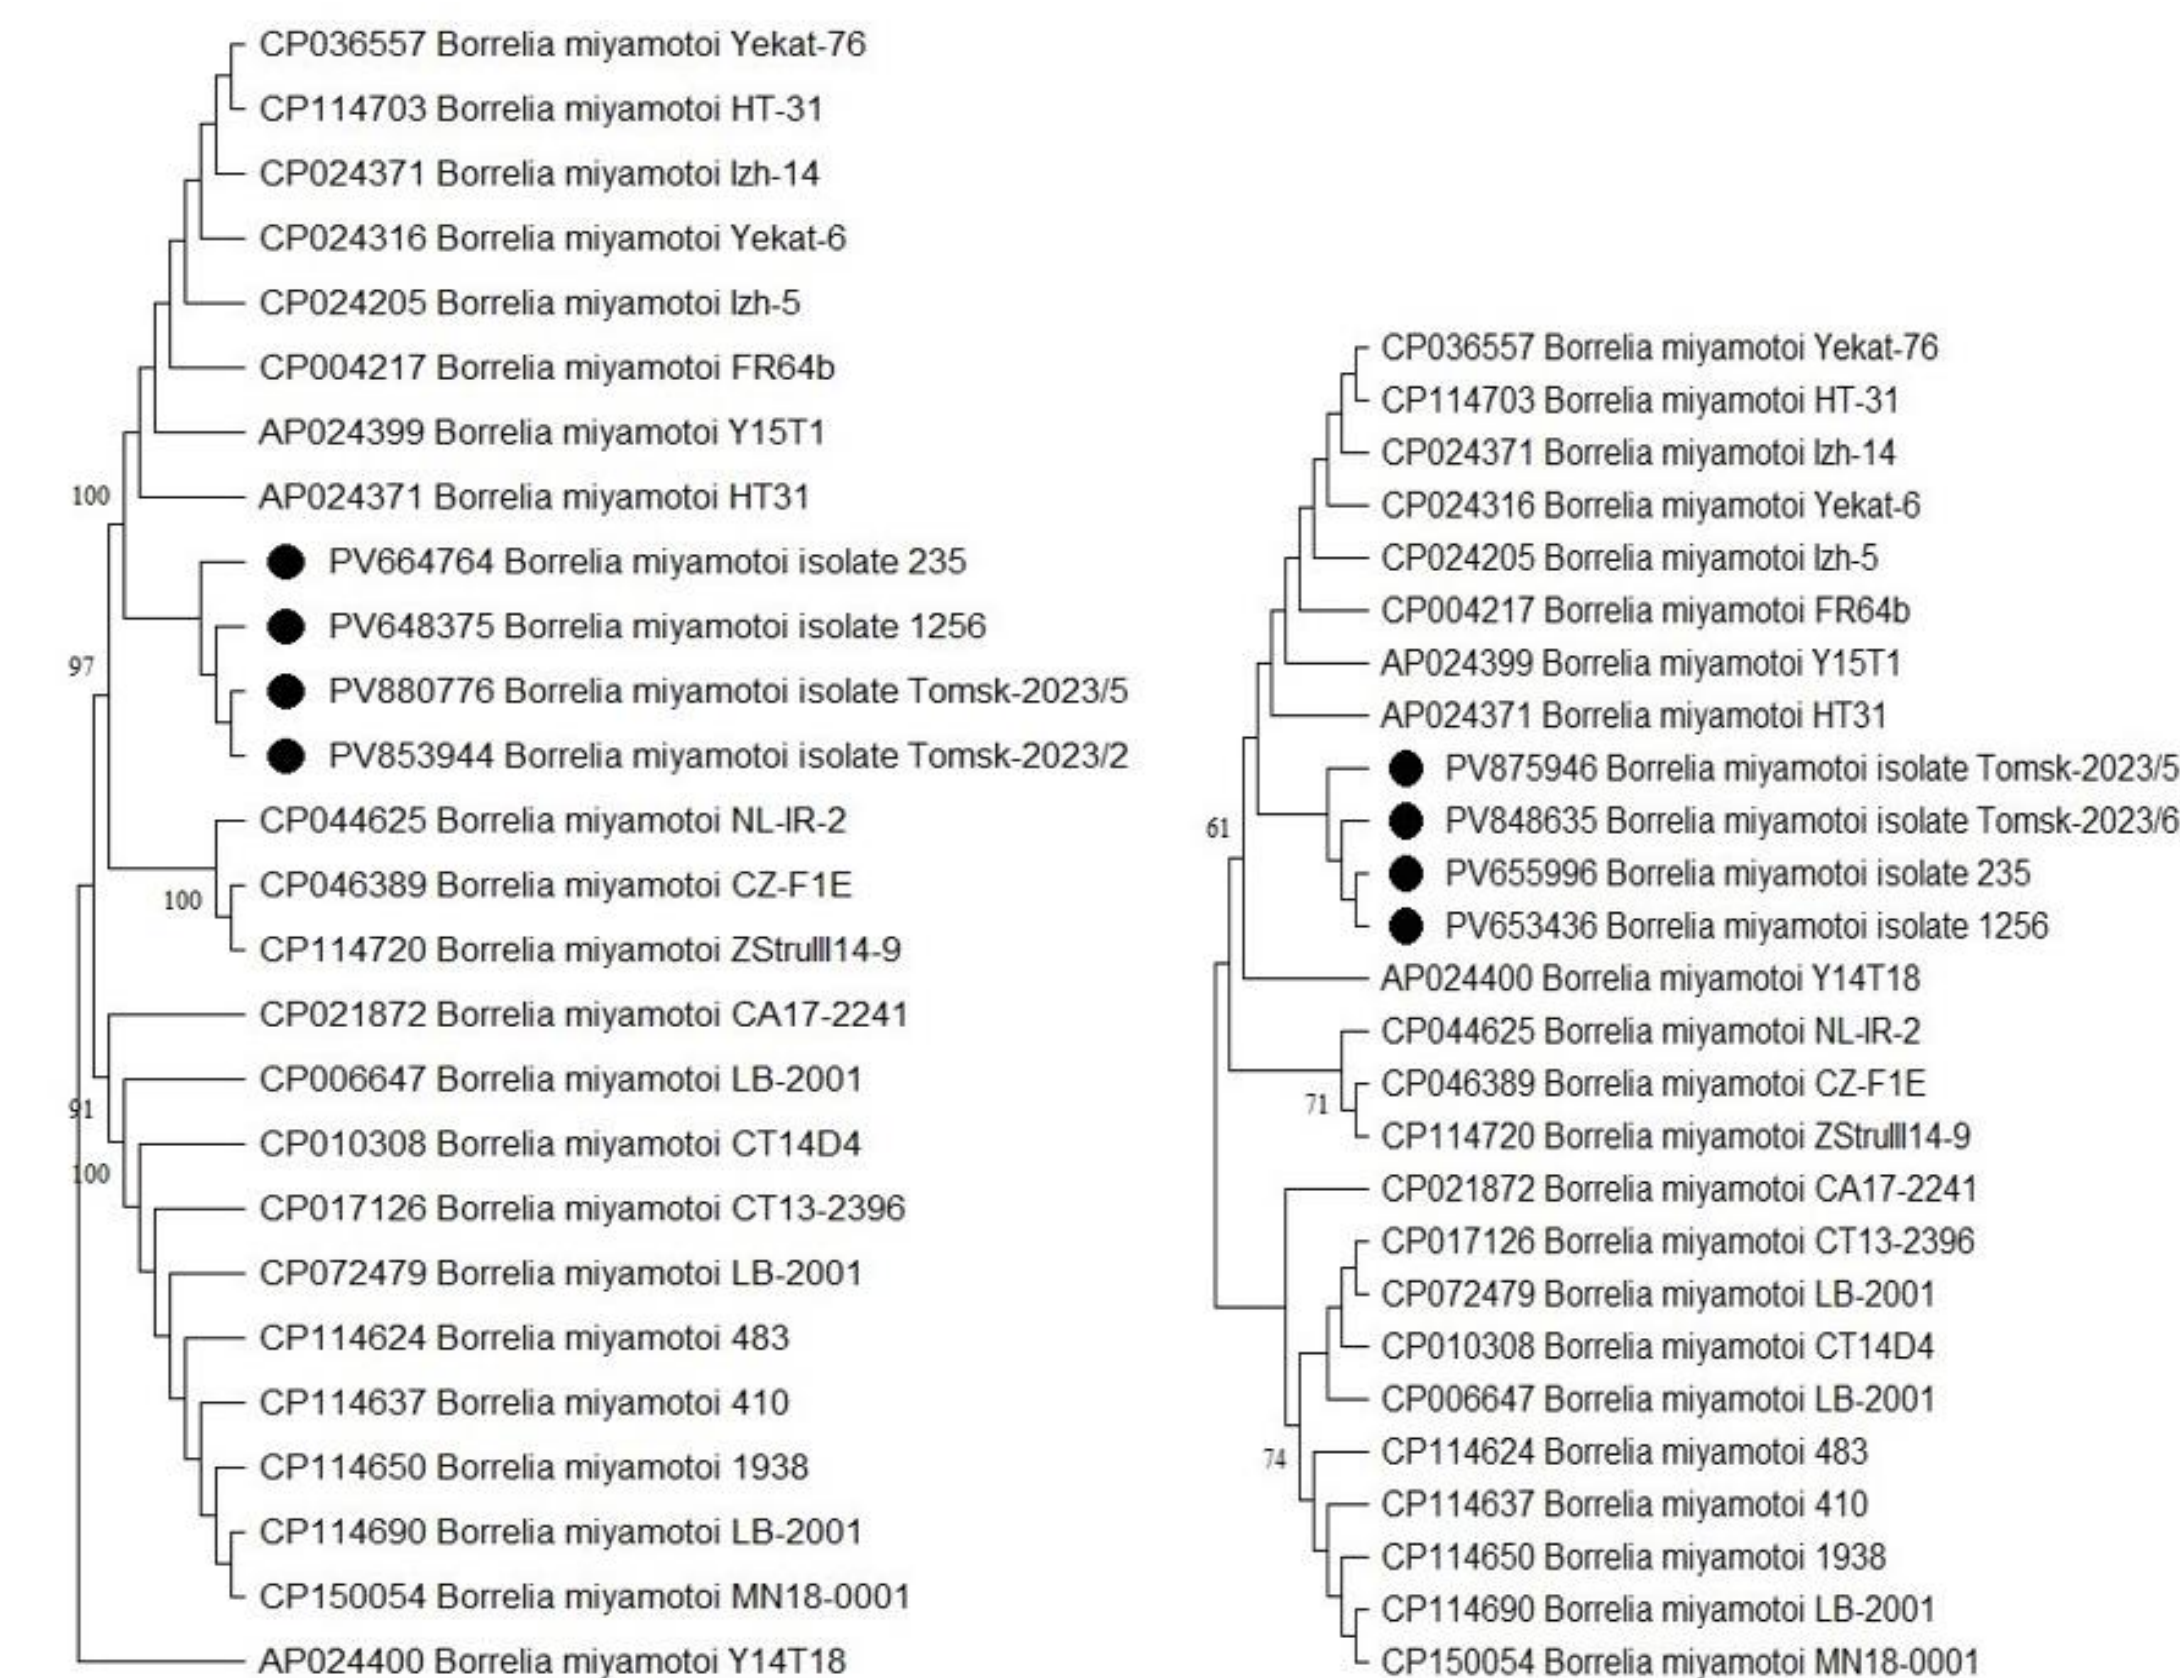 CP036557 Borrelia miyamotoi Yekat-76
CP114703 Borrelia miyamotoi HT-31
CP024371 Borrelia miyamotoi Izh-14
CP024316 Borrelia miyamotoi Yekat-6
CP024205 Borrelia miyamotoi Izh-5
CP004217 Borrelia miyamotoi FR64b
AP024399 Borrelia miyamotoi Y15T1
AP024371 Borrelia miyamotoi HT31
100
PV664764 Borrelia miyamotoi isolate 235
PV648375 Borrelia miyamotoi isolate 1256
97
PV880776 Borrelia miyamotoi isolate Tomsk-2023/5
PV853944 Borrelia miyamotoi isolate Tomsk-2023/2
CP044625 Borrelia miyamotoi NL-IR-2
CP046389 Borrelia miyamotoi CZ-F1E
100
CP114720 Borrelia miyamotoi ZStruIII14-9
CP021872 Borrelia miyamotoi CA17-2241
CP006647 Borrelia miyamotoi LB-2001
91
CP010308 Borrelia miyamotoi CT14D4
100
CP017126 Borrelia miyamotoi CT13-2396
CP072479 Borrelia miyamotoi LB-2001
CP114624 Borrelia miyamotoi 483
CP114637 Borrelia miyamotoi 410
CP114650 Borrelia miyamotoi 1938
CP114690 Borrelia miyamotoi LB-2001
CP150054 Borrelia miyamotoi MN18-0001
AP024400 Borrelia miyamotoi Y14T18
CP036557 Borrelia miyamotoi Yekat-76
CP114703 Borrelia miyamotoi HT-31
CP024371 Borrelia miyamotoi Izh-14
CP024316 Borrelia miyamotoi Yekat-6
CP024205 Borrelia miyamotoi Izh-5
CP004217 Borrelia miyamotoi FR64b
AP024399 Borrelia miyamotoi Y15T1
AP024371 Borrelia miyamotoi HT31
PV875946 Borrelia miyamotoi isolate Tomsk-2023/5
PV848635 Borrelia miyamotoi isolate Tomsk-2023/6
61
PV655996 Borrelia miyamotoi isolate 235
PV653436 Borrelia miyamotoi isolate 1256
AP024400 Borrelia miyamotoi Y14T18
CP044625 Borrelia miyamotoi NL-IR-2
CP046389 Borrelia miyamotoi CZ-F1E
71
CP114720 Borrelia miyamotoi ZStruIII14-9
CP021872 Borrelia miyamotoi CA17-2241
CP017126 Borrelia miyamotoi CT13-2396
CP072479 Borrelia miyamotoi LB-2001
CP010308 Borrelia miyamotoi CT14D4
CP006647 Borrelia miyamotoi LB-2001
CP114624 Borrelia miyamotoi 483
74
CP114637 Borrelia miyamotoi 410
CP114650 Borrelia miyamotoi 1938
CP114690 Borrelia miyamotoi LB-2001
CP150054 Borrelia miyamotoi MN18-0001